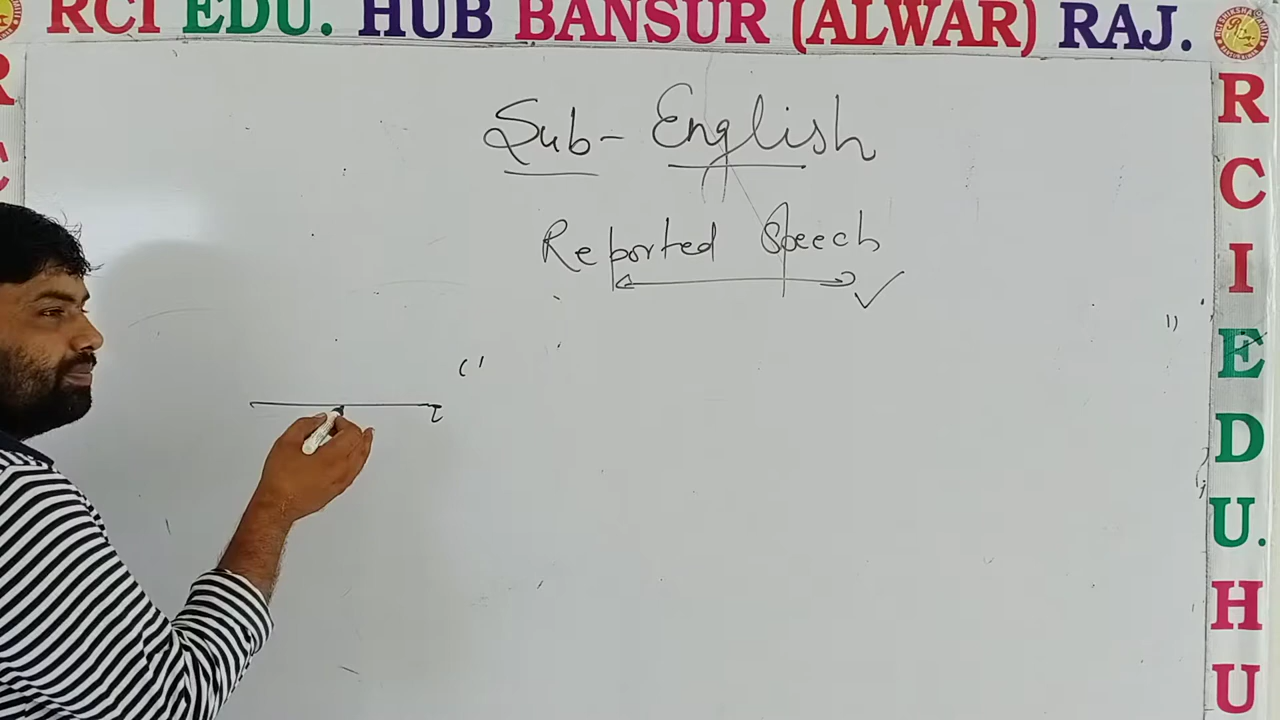 RCI EDU. HUB BANSUR (ALWAR) RAJ.
Sub- English
Reported Speech
"
"
,
R
C
R
C
I
E
D
U.
H
U